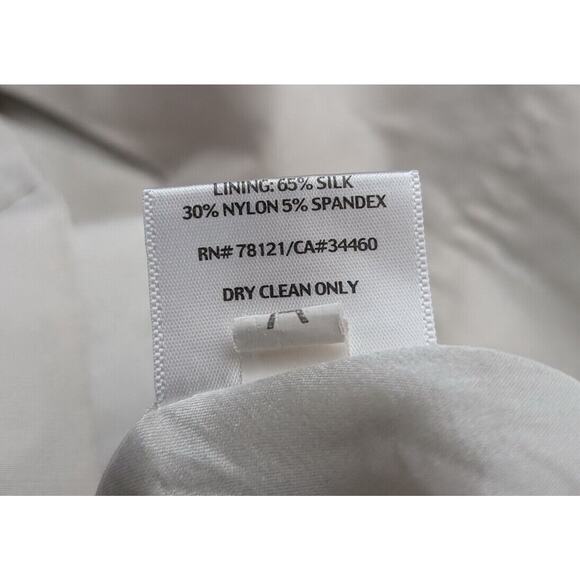 LINING: 65% SILK
30% NYLON 5% SPANDEX
RN# 78121/CA#34460
DRY CLEAN ONLY